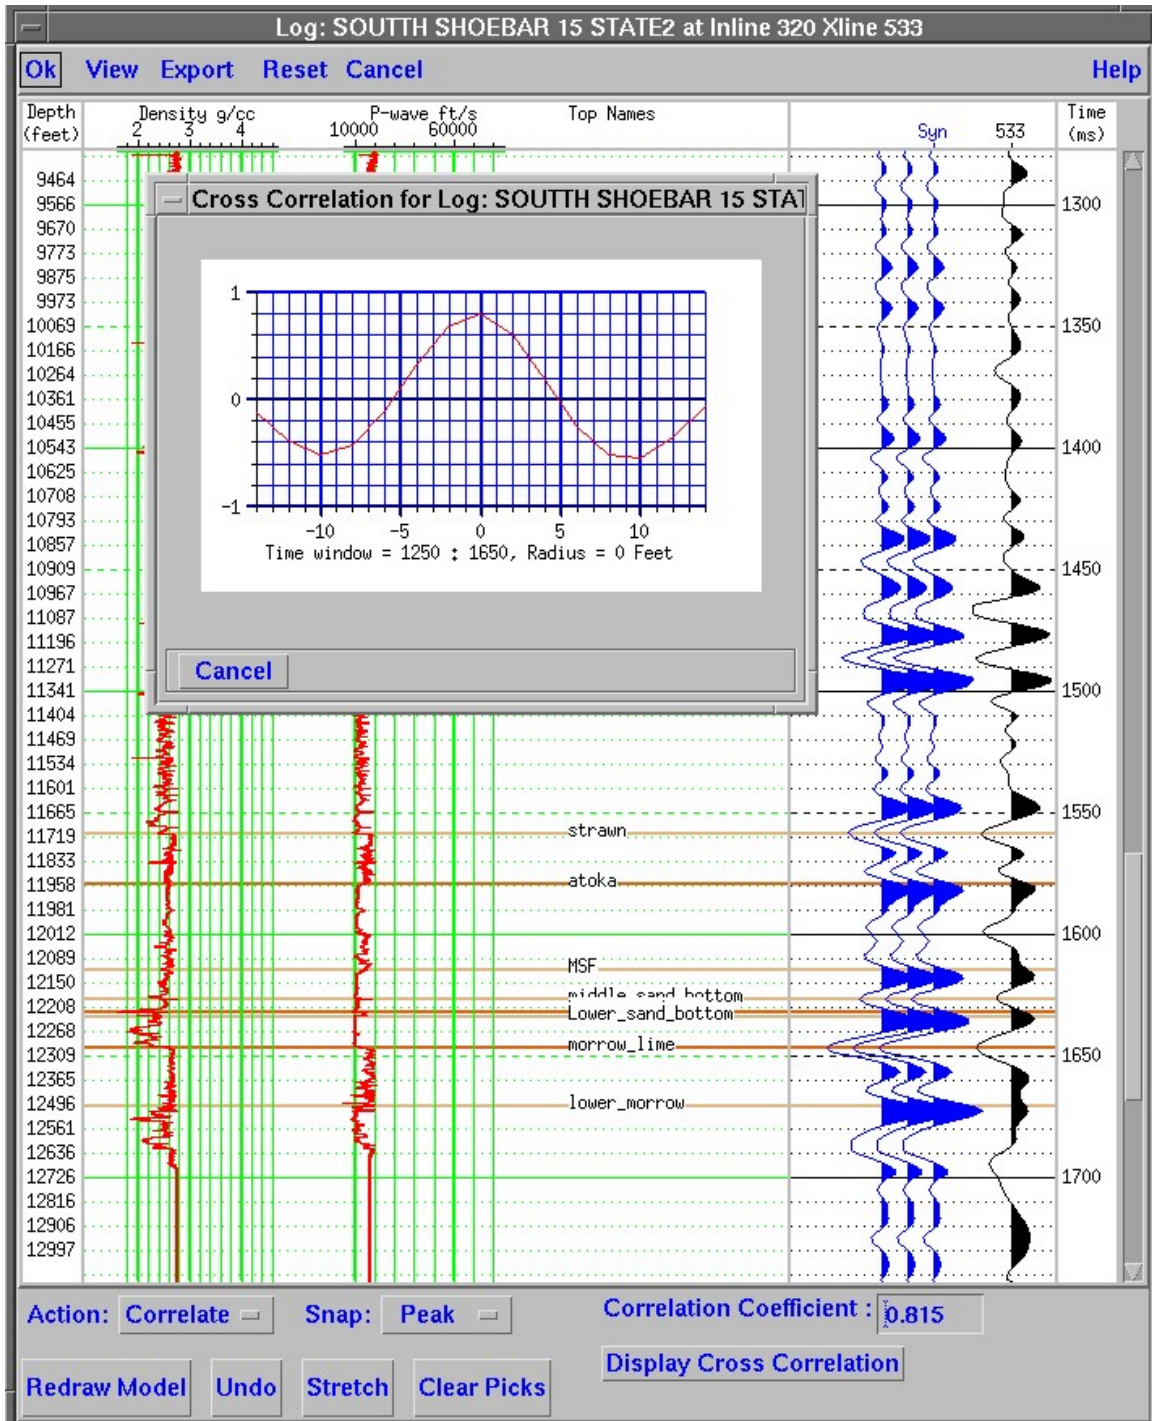 Log: SOUTTH SHOEBAR 15 STATE2 at Inline 320 Xline 533
Ok View Export Reset Cancel Help
Depth (feet)
Density g/cc
2 3 4
P-wave ft/s
10000 60000
Top Names
Syn
533
Time (ms)
9464
9566
9670
9773
9875
9973
10069
10166
10264
10361
10455
10543
10625
10708
10793
10857
10909
10967
11087
11196
11271
11341
11404
11469
11534
11601
11665
11719
11833
11958
11981
12012
12089
12150
12208
12268
12309
12365
12496
12561
12636
12726
12816
12906
12997
Cross Correlation for Log: SOUTTH SHOEBAR 15 STAT
1
0
-1
-10 -5 0 5 10
Time window = 1250 : 1650, Radius = 0 Feet
Cancel
strawn
atoka
MSF
middle_sand_bottom
Lower_sand_bottom
morrow_lime
lower_morrow
1300
1350
1400
1450
1500
1550
1600
1650
1700
Action: Correlate Snap: Peak Correlation Coefficient : 0.815
Display Cross Correlation
Redraw Model Undo Stretch Clear Picks